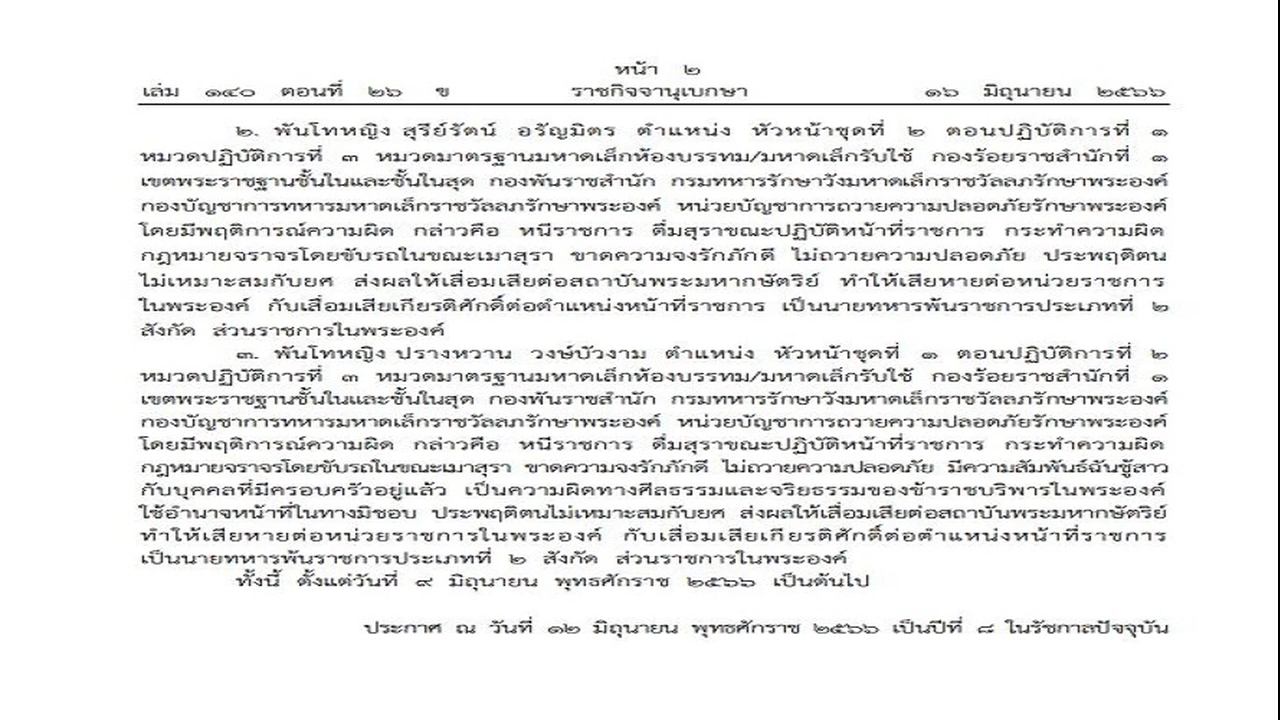 หน้า ๒
เล่ม ๑๔๐ ตอนที่ ๒๖ ข ราชกิจจานุเบกษา ๑๖ มิถุนายน ๒๕๖๖
๒. พันโทหญิง สุรีย์รัตน์ อรัญมิตร ตำแหน่ง หัวหน้าชุดที่ ๒ ตอนปฏิบัติการที่ ๑
หมวดปฏิบัติการที่ ๓ หมวดมาตรฐานมหาดเล็กห้องบรรทม/มหาดเล็กรับใช้ กองร้อยราชสำนักที่ ๑
เขตพระราชฐานชั้นในและชั้นในสุด กองพันราชสำนัก กรมทหารรักษาวังมหาดเล็กราชวัลลภรักษาพระองค์
กองบัญชาการทหารมหาดเล็กราชวัลลภรักษาพระองค์ หน่วยบัญชาการถวายความปลอดภัยรักษาพระองค์
โดยมีพฤติการณ์ความผิด กล่าวคือ หนีราชการ ดื่มสุราขณะปฏิบัติหน้าที่ราชการ กระทำความผิด
กฎหมายจราจรโดยขับรถในขณะเมาสุรา ขาดความจงรักภักดี ไม่ถวายความปลอดภัย ประพฤติตน
ไม่เหมาะสมกับยศ ส่งผลให้เสื่อมเสียต่อสถาบันพระมหากษัตริย์ ทำให้เสียหายต่อหน่วยราชการ
ในพระองค์ กับเสื่อมเสียเกียรติศักดิ์ต่อตำแหน่งหน้าที่ราชการ เป็นนายทหารพ้นราชการประเภทที่ ๒
สังกัด ส่วนราชการในพระองค์
๓. พันโทหญิง ปรางหวาน วงษ์บัวงาม ตำแหน่ง หัวหน้าชุดที่ ๑ ตอนปฏิบัติการที่ ๒
หมวดปฏิบัติการที่ ๓ หมวดมาตรฐานมหาดเล็กห้องบรรทม/มหาดเล็กรับใช้ กองร้อยราชสำนักที่ ๑
เขตพระราชฐานชั้นในและชั้นในสุด กองพันราชสำนัก กรมทหารรักษาวังมหาดเล็กราชวัลลภรักษาพระองค์
กองบัญชาการทหารมหาดเล็กราชวัลลภรักษาพระองค์ หน่วยบัญชาการถวายความปลอดภัยรักษาพระองค์
โดยมีพฤติการณ์ความผิด กล่าวคือ หนีราชการ ดื่มสุราขณะปฏิบัติหน้าที่ราชการ กระทำความผิด
กฎหมายจราจรโดยขับรถในขณะเมาสุรา ขาดความจงรักภักดี ไม่ถวายความปลอดภัย มีความสัมพันธ์ฉันชู้สาว
กับบุคคลที่มีครอบครัวอยู่แล้ว เป็นความผิดทางศีลธรรมและจริยธรรมของข้าราชบริพารในพระองค์
ใช้อำนาจหน้าที่ในทางมิชอบ ประพฤติตนไม่เหมาะสมกับยศ ส่งผลให้เสื่อมเสียต่อสถาบันพระมหากษัตริย์
ทำให้เสียหายต่อหน่วยราชการในพระองค์ กับเสื่อมเสียเกียรติศักดิ์ต่อตำแหน่งหน้าที่ราชการ
เป็นนายทหารพ้นราชการประเภทที่ ๒ สังกัด ส่วนราชการในพระองค์
ทั้งนี้ ตั้งแต่วันที่ ๙ มิถุนายน พุทธศักราช ๒๕๖๖ เป็นต้นไป
ประกาศ ณ วันที่ ๑๒ มิถุนายน พุทธศักราช ๒๕๖๖ เป็นปีที่ ๘ ในรัชกาลปัจจุบัน